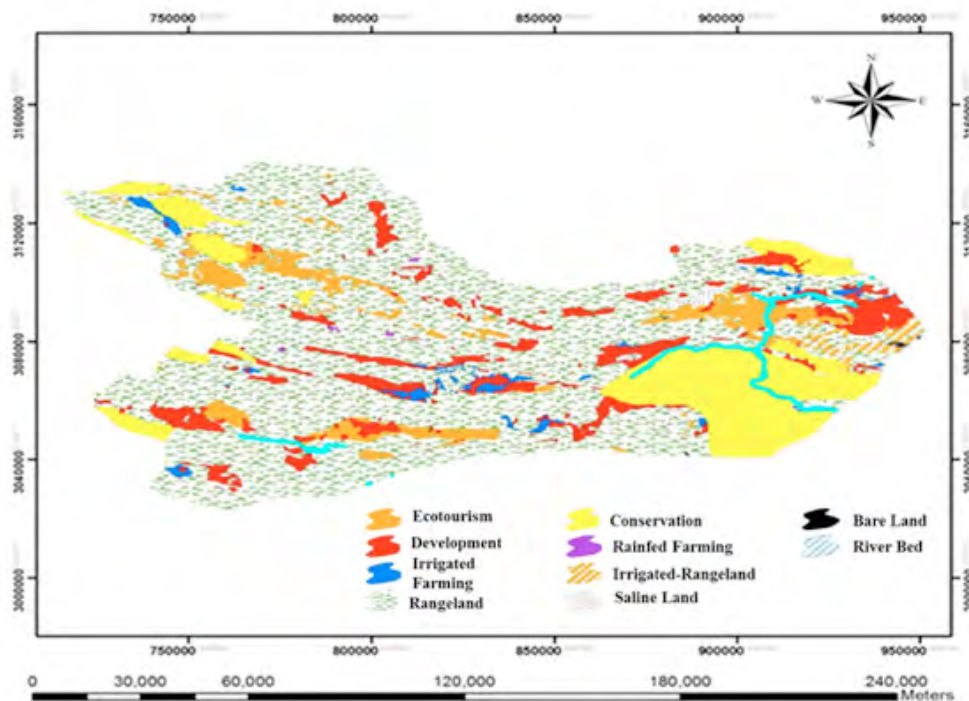 750000 800000 850000 900000 950000
N
W E
S
3160000
3120000
3080000
3040000
3000000
Ecotourism Conservation Bare Land
Development Rainfed Farming River Bed
Irrigated
Farming Irrigated-Rangeland
Rangeland Saline Land
750000 800000 850000 900000 950000
0 30,000 60,000 120,000 180,000 240,000
Meters